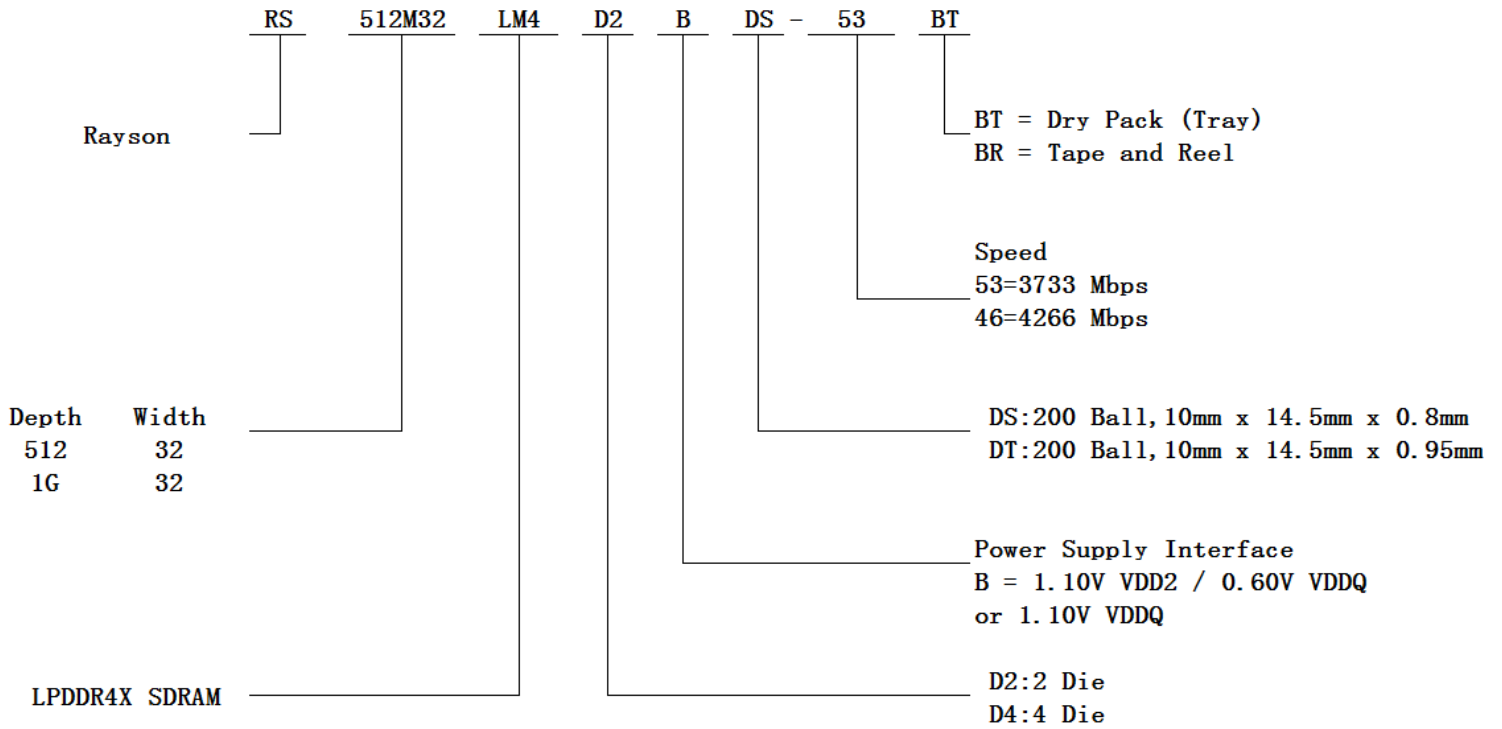 RS 512M32 LM4 D2 B DS - 53 BT
Rayson
BT = Dry Pack (Tray)
BR = Tape and Reel
Speed
53=3733 Mbps
46=4266 Mbps
Depth Width
512 32
1G 32
DS:200 Ball,10mm x 14.5mm x 0.8mm
DT:200 Ball,10mm x 14.5mm x 0.95mm
Power Supply Interface
B = 1.10V VDD2 / 0.60V VDDQ
or 1.10V VDDQ
LPDDR4X SDRAM
D2:2 Die
D4:4 Die